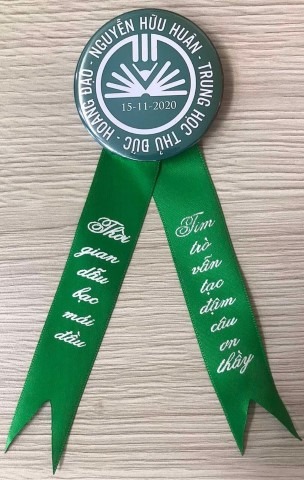 HOÀNG ĐẠO - NGUYỄN HỮU HUÂN - TRUNG HỌC THỦ ĐỨC -
15-11-2020
Thời
gian
dẫu
bạc
mái
đầu
Tim
trò
vẫn
tạc
đậm
câu
ơn
thầy